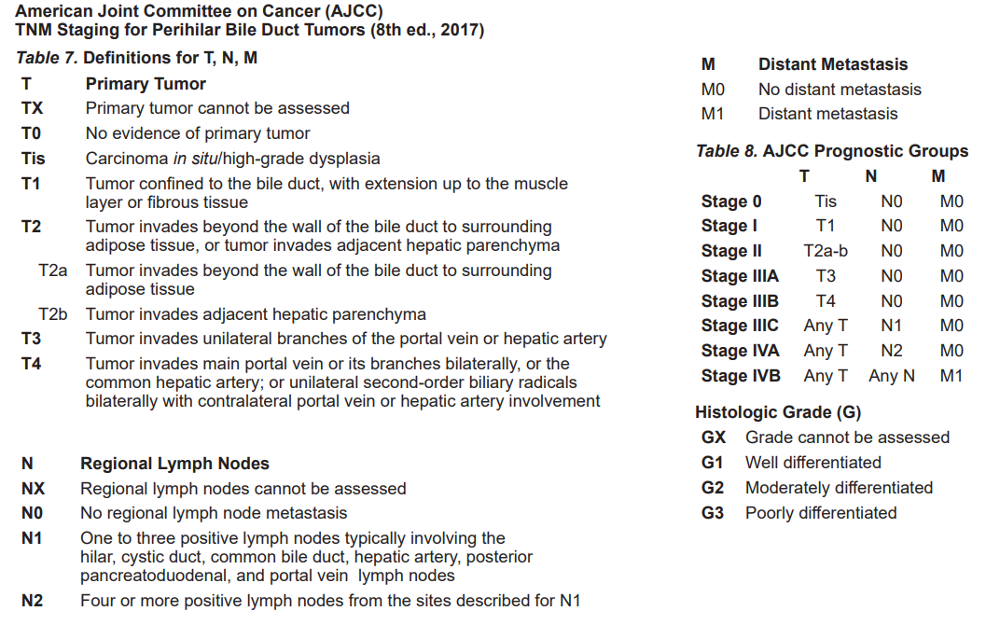 American Joint Committee on Cancer (AJCC)
TNM Staging for Perihilar Bile Duct Tumors (8th ed., 2017)
Table 7. Definitions for T, N, M
T Primary Tumor
TX Primary tumor cannot be assessed
T0 No evidence of primary tumor
Tis Carcinoma in situ/high-grade dysplasia
T1 Tumor confined to the bile duct, with extension up to the muscle
layer or fibrous tissue
T2 Tumor invades beyond the wall of the bile duct to surrounding
adipose tissue, or tumor invades adjacent hepatic parenchyma
T2a Tumor invades beyond the wall of the bile duct to surrounding
adipose tissue
T2b Tumor invades adjacent hepatic parenchyma
T3 Tumor invades unilateral branches of the portal vein or hepatic artery
T4 Tumor invades main portal vein or its branches bilaterally, or the
common hepatic artery; or unilateral second-order biliary radicals
bilaterally with contralateral portal vein or hepatic artery involvement
N Regional Lymph Nodes
NX Regional lymph nodes cannot be assessed
N0 No regional lymph node metastasis
N1 One to three positive lymph nodes typically involving the
hilar, cystic duct, common bile duct, hepatic artery, posterior
pancreatoduodenal, and portal vein lymph nodes
N2 Four or more positive lymph nodes from the sites described for N1
M Distant Metastasis
M0 No distant metastasis
M1 Distant metastasis
Table 8. AJCC Prognostic Groups
T N M
Stage 0 Tis N0 M0
Stage I T1 N0 M0
Stage II T2a-b N0 M0
Stage IIIA T3 N0 M0
Stage IIIB T4 N0 M0
Stage IIIC Any T N1 M0
Stage IVA Any T N2 M0
Stage IVB Any T Any N M1
Histologic Grade (G)
GX Grade cannot be assessed
G1 Well differentiated
G2 Moderately differentiated
G3 Poorly differentiated